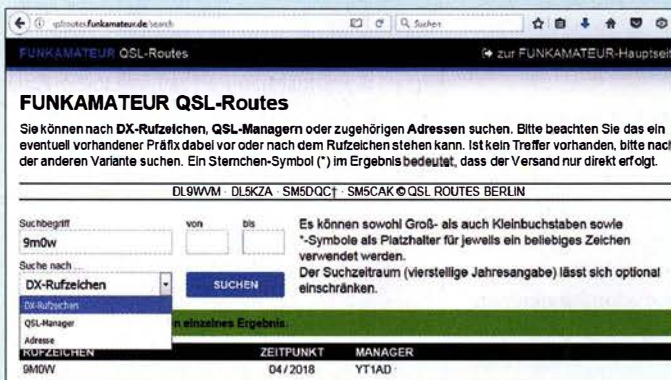 qslroutes.funkamateur.de/search
Suchen
FUNKAMATEUR QSL-Routes
zur FUNKAMATEUR-Hauptseit
FUNKAMATEUR QSL-Routes
Sie können nach DX-Rufzeichen, QSL-Managern oder zugehörigen Adressen suchen. Bitte beachten Sie das ein
eventuell vorhandener Präfix dabei vor oder nach dem Rufzeichen stehen kann. Ist kein Treffer vorhanden, bitte nach
der anderen Variante suchen. Ein Sternchen-Symbol (*) im Ergebnis bedeutet, dass der Versand nur direkt erfolgt.
DL9WVM · DL5KZA · SM5DQC† · SM5CAK © QSL ROUTES BERLIN
Suchbegriff von bis
9m0w
Es können sowohl Groß- als auch Kleinbuchstaben sowie
*-Symbole als Platzhalter für jeweils ein beliebiges Zeichen
verwendet werden.
Der Suchzeitraum (vierstellige Jahresangabe) lässt sich optional
einschränken.
Suche nach ...
DX-Rufzeichen
SUCHEN
DX-Rufzeichen
QSL-Manager
Adresse
n einzelnes Ergebnis.
RUFZEICHEN ZEITPUNKT MANAGER
9M0W 04/2018 YT1AD